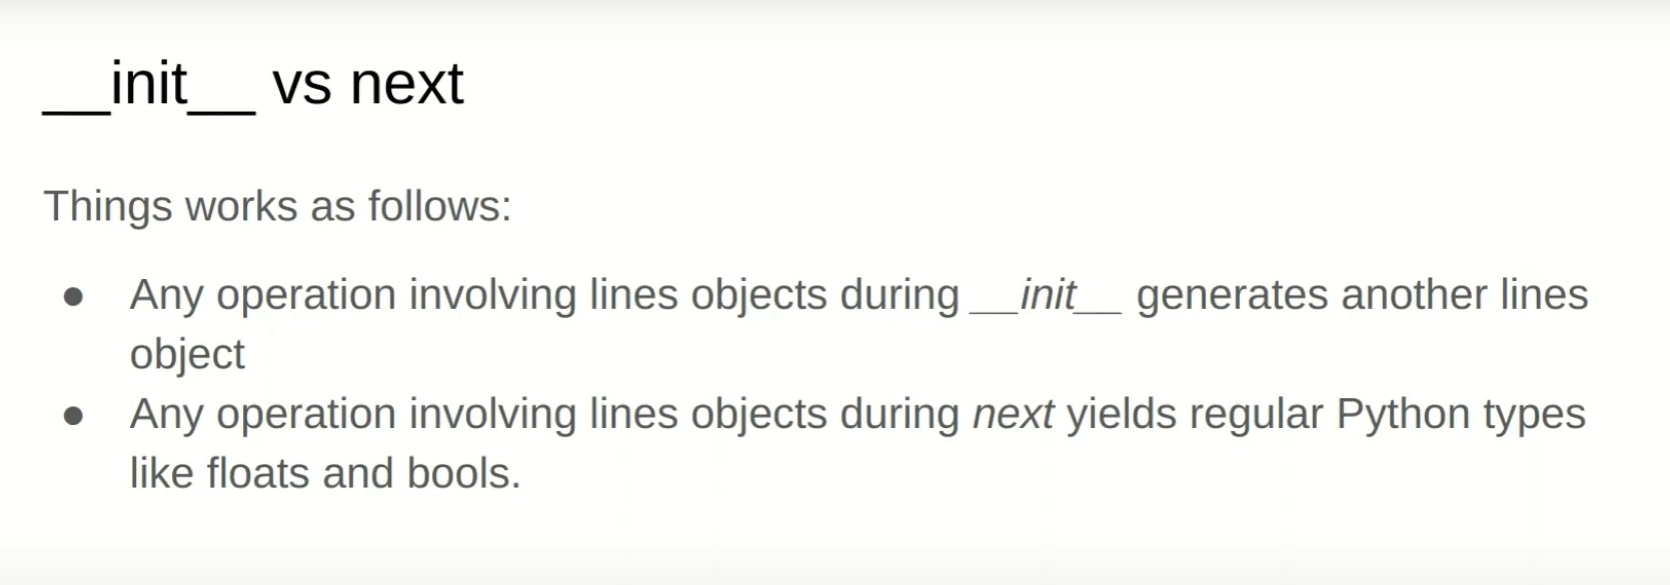 __init__ vs next
Things works as follows:
● Any operation involving lines objects during __init__ generates another lines
object
● Any operation involving lines objects during next yields regular Python types
like floats and bools.